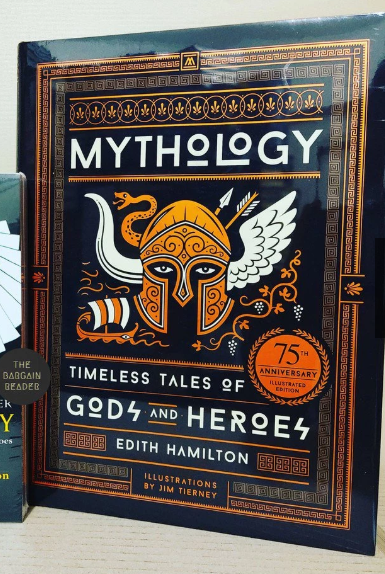 MYTHOLOGY
75TH
ANNIVERSARY
ILLUSTRATED
EDITION
TIMELESS TALES OF
GODS AND HEROES
EDITH HAMILTON
ILLUSTRATIONS
BY JIM TIERNEY
THE
BARGAIN
READER